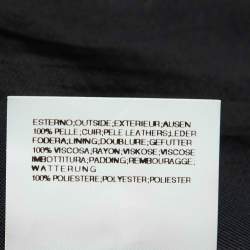 ESTERNO;OUTSIDE;EXTERIEUR;AUSEN
100% PELLE;CUIR;PELE LEATHERS;LEDER
FODERA;LINING;DOUBLURE;GEFUTTER
100% VISCOSA;RAYON;VISKOSE;VISCOSE
IMBOTTITURA;PADDING;REMBOURAGGE,
WATTERUNG
100% POLIESTERE;POLYESTER;POLIESTER